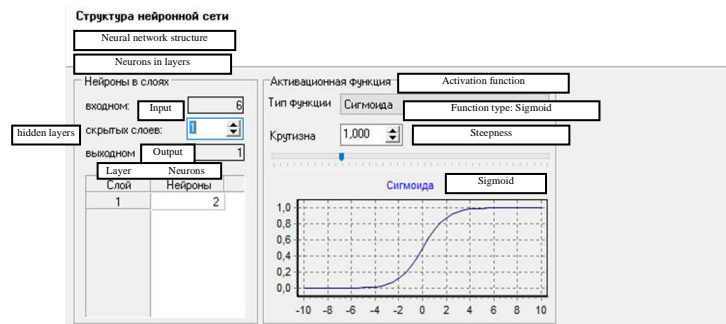 Структура нейронной сети
Neural network structure
Neurons in layers
Нейроны в слоях
входном: Input 6
hidden layers скрытых слоев: 1
выходном Output 1
Layer Neurons
Слой Нейроны
1 2
Активационная функция Activation function
Тип функции Сигмоида Function type: Sigmoid
Крутизна 1,000 Steepness
Сигмоида Sigmoid
1,0
0,8
0,6
0,4
0,2
0,0
-10 -8 -6 -4 -2 0 2 4 6 8 10